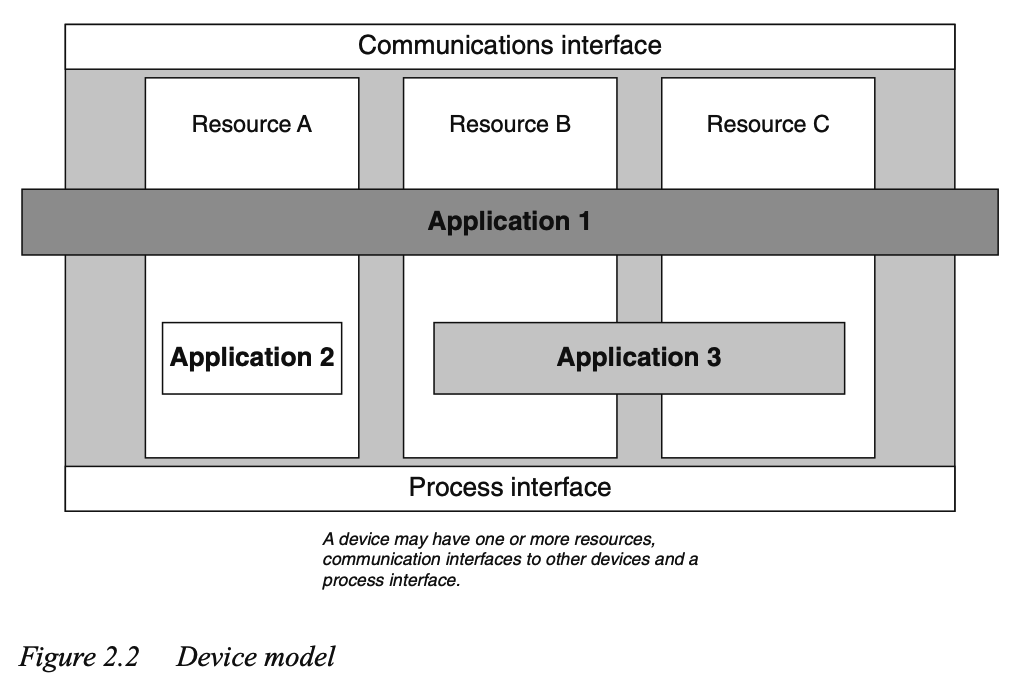 Communications interface
Resource A
Resource B
Resource C
Application 1
Application 2
Application 3
Process interface
A device may have one or more resources,
communication interfaces to other devices and a
process interface.
Figure 2.2 Device model